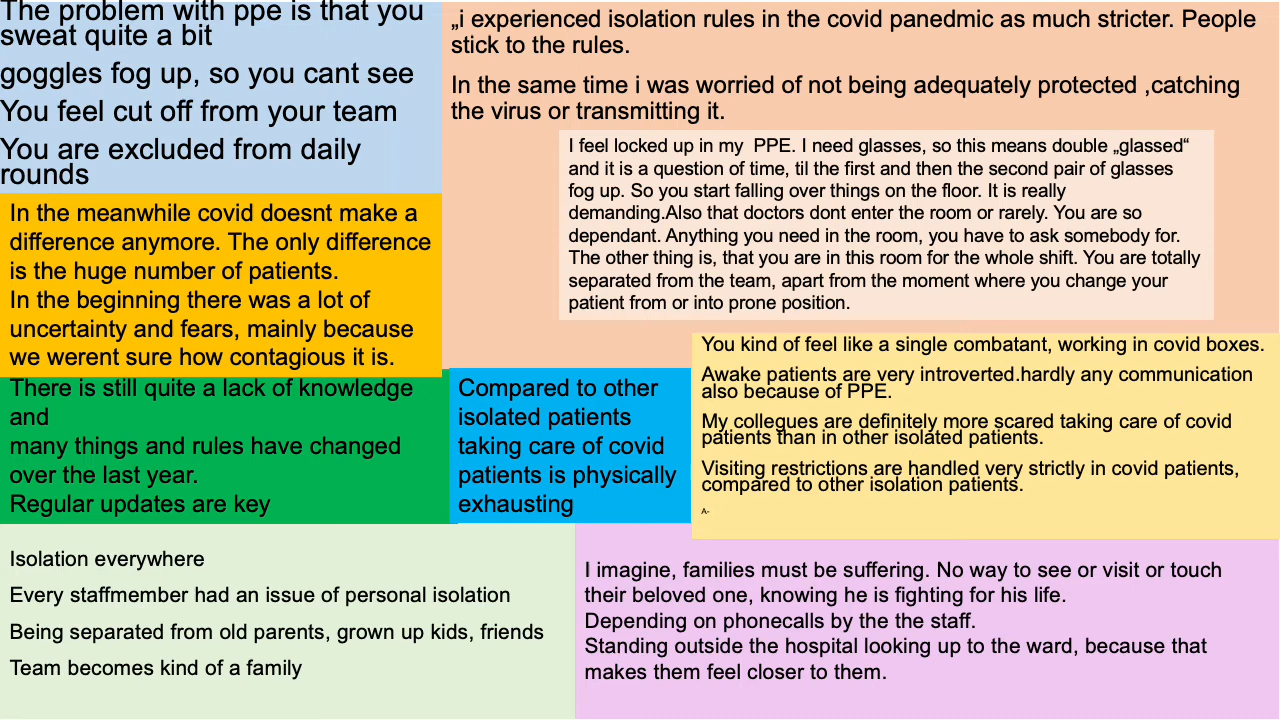 The problem with ppe is that you
sweat quite a bit
goggles fog up, so you cant see
You feel cut off from your team
You are excluded from daily
rounds
„i experienced isolation rules in the covid panedmic as much stricter. People
stick to the rules.
In the same time i was worried of not being adequately protected ,catching
the virus or transmitting it.
I feel locked up in my PPE. I need glasses, so this means double „glassed“
and it is a question of time, til the first and then the second pair of glasses
fog up. So you start falling over things on the floor. It is really
demanding.Also that doctors dont enter the room or rarely. You are so
dependant. Anything you need in the room, you have to ask somebody for.
The other thing is, that you are in this room for the whole shift. You are totally
separated from the team, apart from the moment where you change your
patient from or into prone position.
In the meanwhile covid doesnt make a
difference anymore. The only difference
is the huge number of patients.
In the beginning there was a lot of
uncertainty and fears, mainly because
we werent sure how contagious it is.
There is still quite a lack of knowledge
and
many things and rules have changed
over the last year.
Regular updates are key
Compared to other
isolated patients
taking care of covid
patients is physically
exhausting
You kind of feel like a single combatant, working in covid boxes.
Awake patients are very introverted.hardly any communication
also because of PPE.
My collegues are definitely more scared taking care of covid
patients than in other isolated patients.
Visiting restrictions are handled very strictly in covid patients,
compared to other isolation patients.
A-
Isolation everywhere
Every staffmember had an issue of personal isolation
Being separated from old parents, grown up kids, friends
Team becomes kind of a family
I imagine, families must be suffering. No way to see or visit or touch
their beloved one, knowing he is fighting for his life.
Depending on phonecalls by the the staff.
Standing outside the hospital looking up to the ward, because that
makes them feel closer to them.